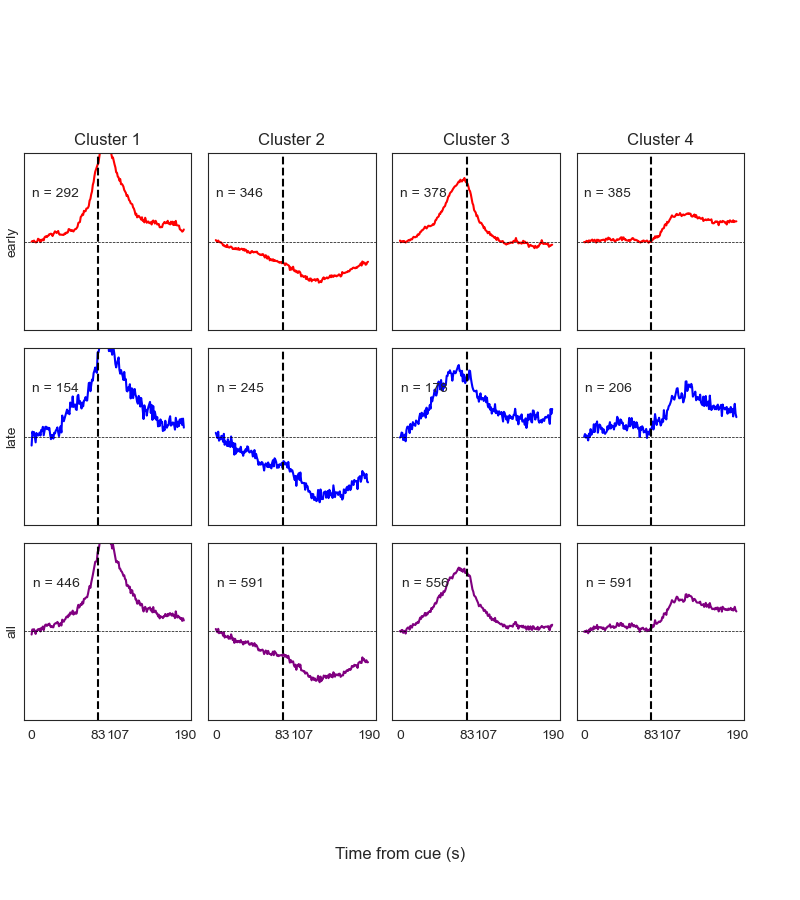 Cluster 1 Cluster 2 Cluster 3 Cluster 4
early
n = 292 n = 346 n = 378 n = 385
late
n = 154 n = 245 n = 178 n = 206
all
n = 446 n = 591 n = 556 n = 591
0 83 107 190 0 83 107 190 0 83 107 190 0 83 107 190
Time from cue (s)